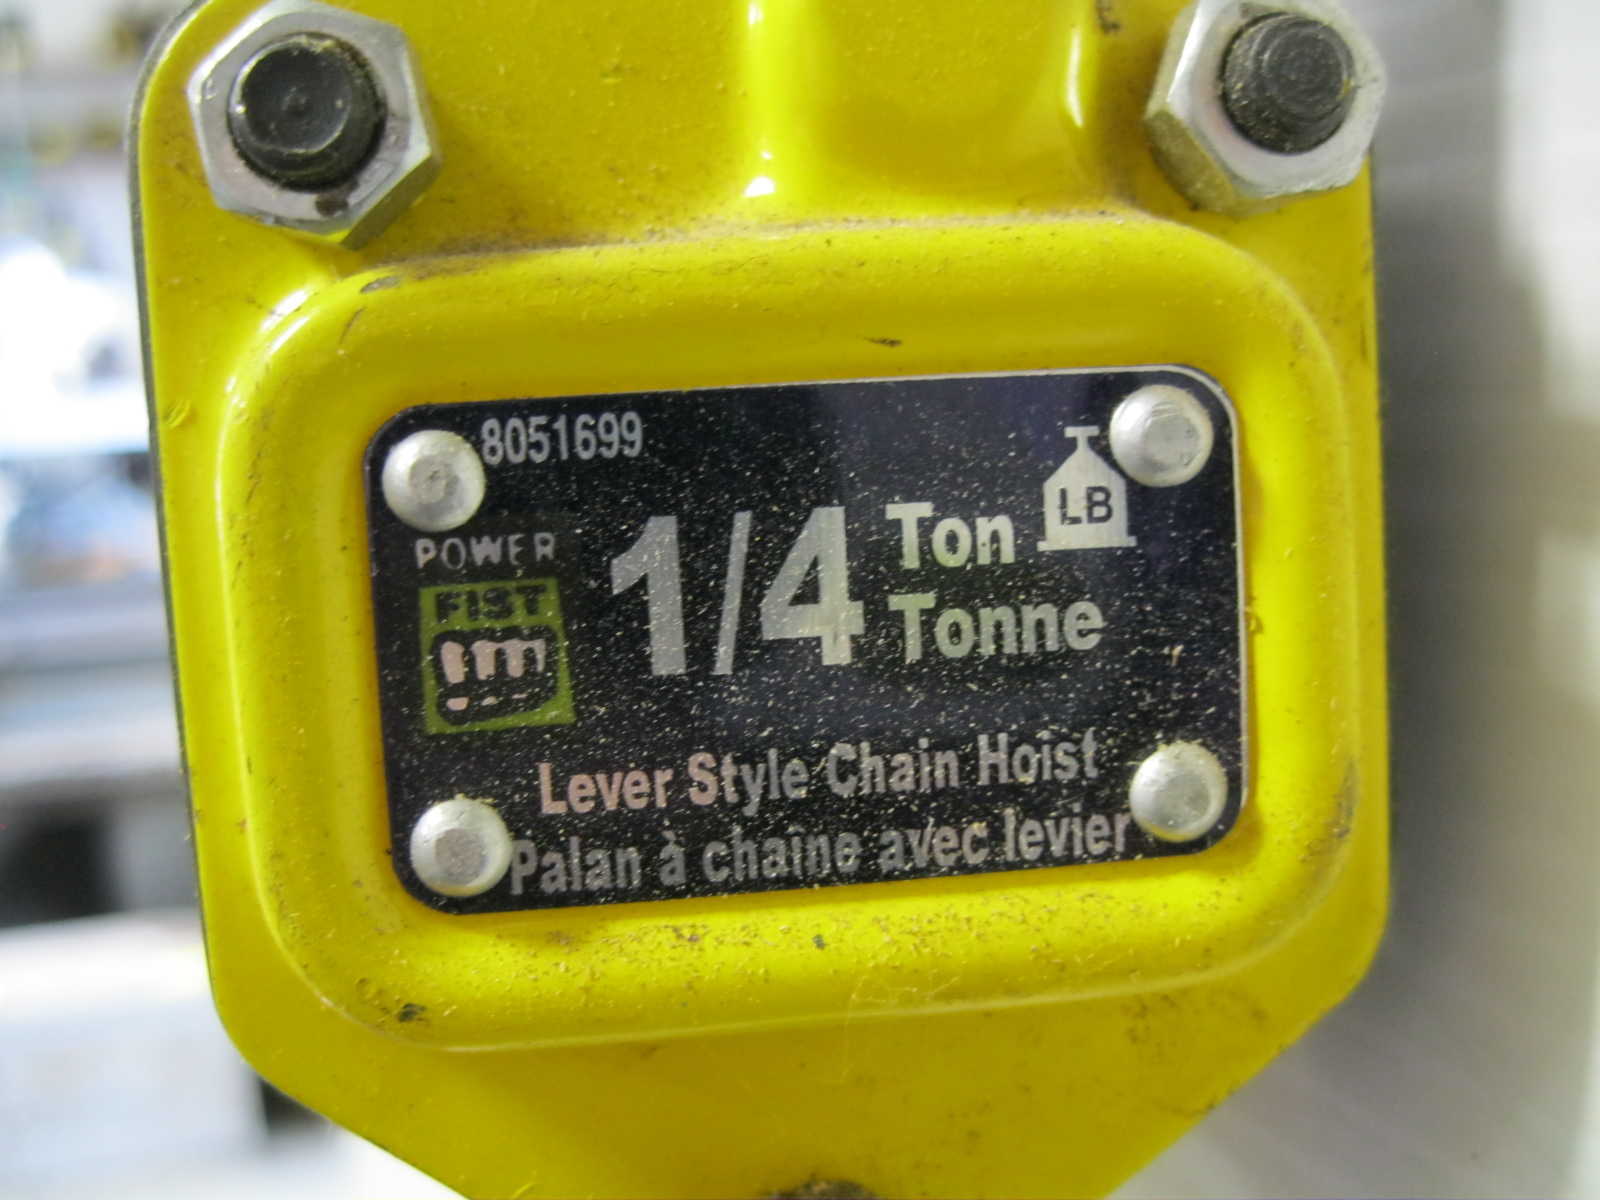 8051699
POWER
FIST
1/4 Ton
Tonne
LB
Lever Style Chain Hoist
Palan à chaîne avec levier